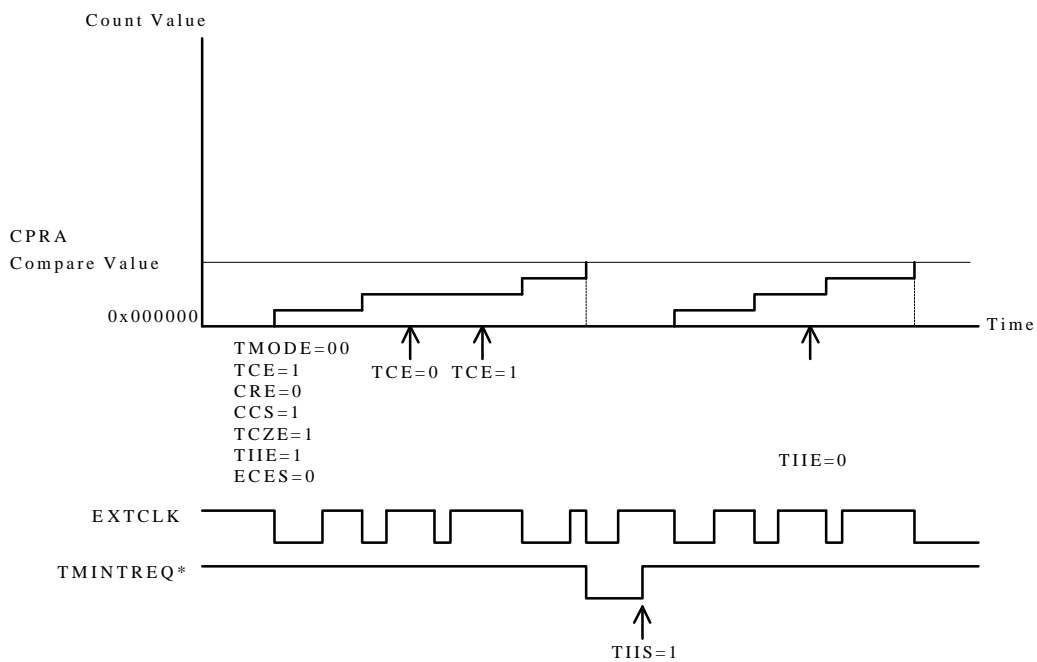 Count Value
CPRA
Compare Value
0x000000
Time
TMODE=00
TCE=1
CRE=0
CCS=1
TCZE=1
TIIE=1
ECES=0
TCE=0 TCE=1
TIIE=0
EXTCLK
TMINTREQ*
TIIS=1